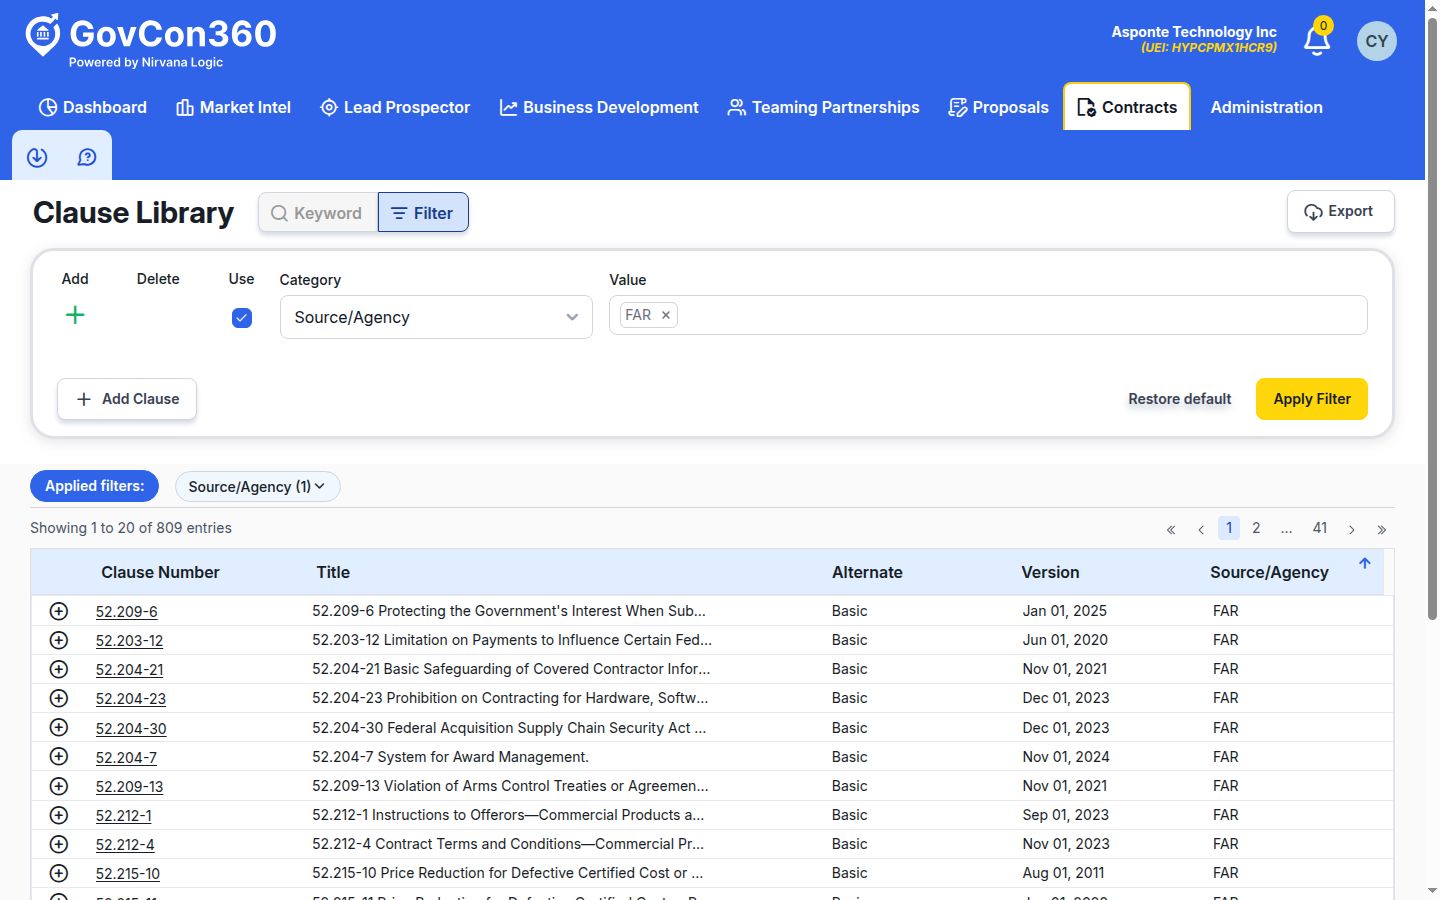 GovCon360
Powered by Nirvana Logic
Asponte Technology Inc
(UEI: HYPCPMX1HCR9)
0
CY
Dashboard
Market Intel
Lead Prospector
Business Development
Teaming Partnerships
Proposals
Contracts
Administration
Clause Library
Keyword
Filter
Export
Add
Delete
Use
Category
Value
Source/Agency
FAR ×
Add Clause
Restore default
Apply Filter
Applied filters:
Source/Agency (1)
Showing 1 to 20 of 809 entries
« ‹ 1 2 ... 41 › »
Clause Number Title Alternate Version Source/Agency
52.209-6 52.209-6 Protecting the Government's Interest When Sub... Basic Jan 01, 2025 FAR
52.203-12 52.203-12 Limitation on Payments to Influence Certain Fed... Basic Jun 01, 2020 FAR
52.204-21 52.204-21 Basic Safeguarding of Covered Contractor Infor... Basic Nov 01, 2021 FAR
52.204-23 52.204-23 Prohibition on Contracting for Hardware, Softw... Basic Dec 01, 2023 FAR
52.204-30 52.204-30 Federal Acquisition Supply Chain Security Act ... Basic Dec 01, 2023 FAR
52.204-7 52.204-7 System for Award Management. Basic Nov 01, 2024 FAR
52.209-13 52.209-13 Violation of Arms Control Treaties or Agreemen... Basic Nov 01, 2021 FAR
52.212-1 52.212-1 Instructions to Offerors—Commercial Products a... Basic Sep 01, 2023 FAR
52.212-4 52.212-4 Contract Terms and Conditions—Commercial Pr... Basic Nov 01, 2023 FAR
52.215-10 52.215-10 Price Reduction for Defective Certified Cost or ... Basic Aug 01, 2011 FAR